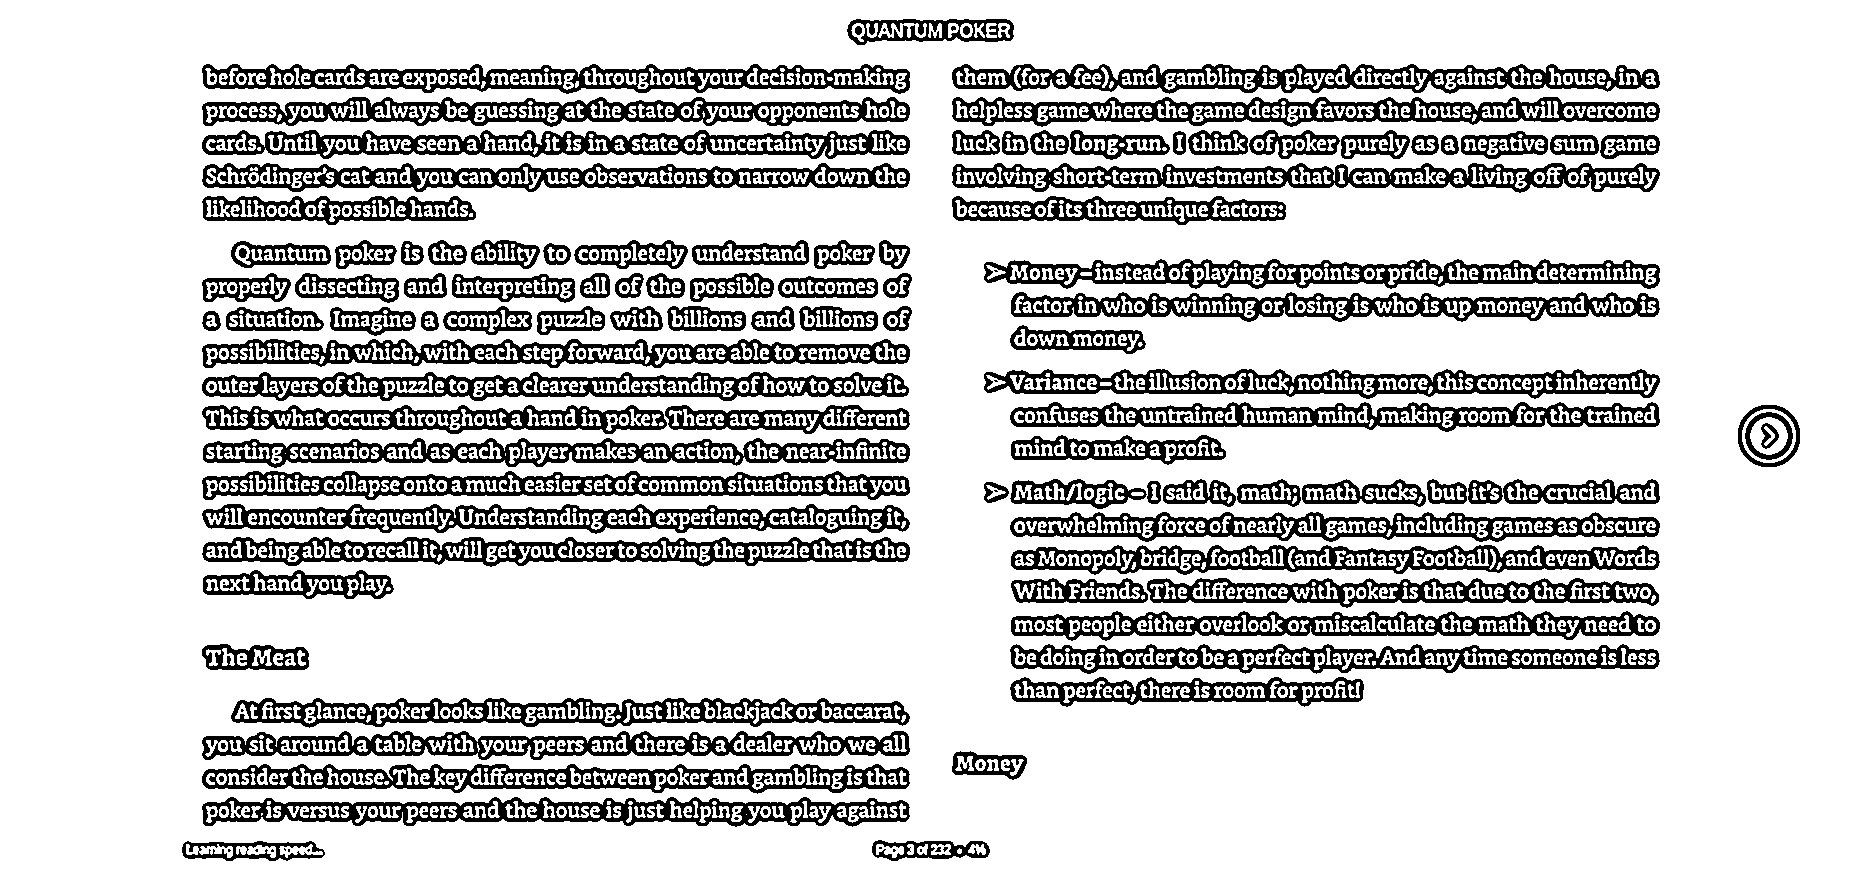 QUANTUM POKER
before hole cards are exposed, meaning, throughout your decision-making
process, you will always be guessing at the state of your opponents hole
cards. Until you have seen a hand, it is in a state of uncertainty just like
Schrödinger's cat and you can only use observations to narrow down the
likelihood of possible hands.
Quantum poker is the ability to completely understand poker by
properly dissecting and interpreting all of the possible outcomes of
a situation. Imagine a complex puzzle with billions and billions of
possibilities, in which, with each step forward, you are able to remove the
outer layers of the puzzle to get a clearer understanding of how to solve it.
This is what occurs throughout a hand in poker. There are many different
starting scenarios and as each player makes an action, the near-infinite
possibilities collapse onto a much easier set of common situations that you
will encounter frequently. Understanding each experience, cataloguing it,
and being able to recall it, will get you closer to solving the puzzle that is the
next hand you play.
The Meat
At first glance, poker looks like gambling. Just like blackjack or baccarat,
you sit around a table with your peers and there is a dealer who we all
consider the house. The key difference between poker and gambling is that
poker is versus your peers and the house is just helping you play against
them (for a fee), and gambling is played directly against the house, in a
helpless game where the game design favors the house, and will overcome
luck in the long-run. I think of poker purely as a negative sum game
involving short-term investments that I can make a living off of purely
because of its three unique factors:
➢ Money – instead of playing for points or pride, the main determining
factor in who is winning or losing is who is up money and who is
down money.
➢ Variance – the illusion of luck, nothing more, this concept inherently
confuses the untrained human mind, making room for the trained
mind to make a profit.
➢ Math/logic – I said it, math; math sucks, but it's the crucial and
overwhelming force of nearly all games, including games as obscure
as Monopoly, bridge, football (and Fantasy Football), and even Words
With Friends. The difference with poker is that due to the first two,
most people either overlook or miscalculate the math they need to
be doing in order to be a perfect player. And any time someone is less
than perfect, there is room for profit!
Money
Learning reading speed...
Page 3 of 232 • 4%